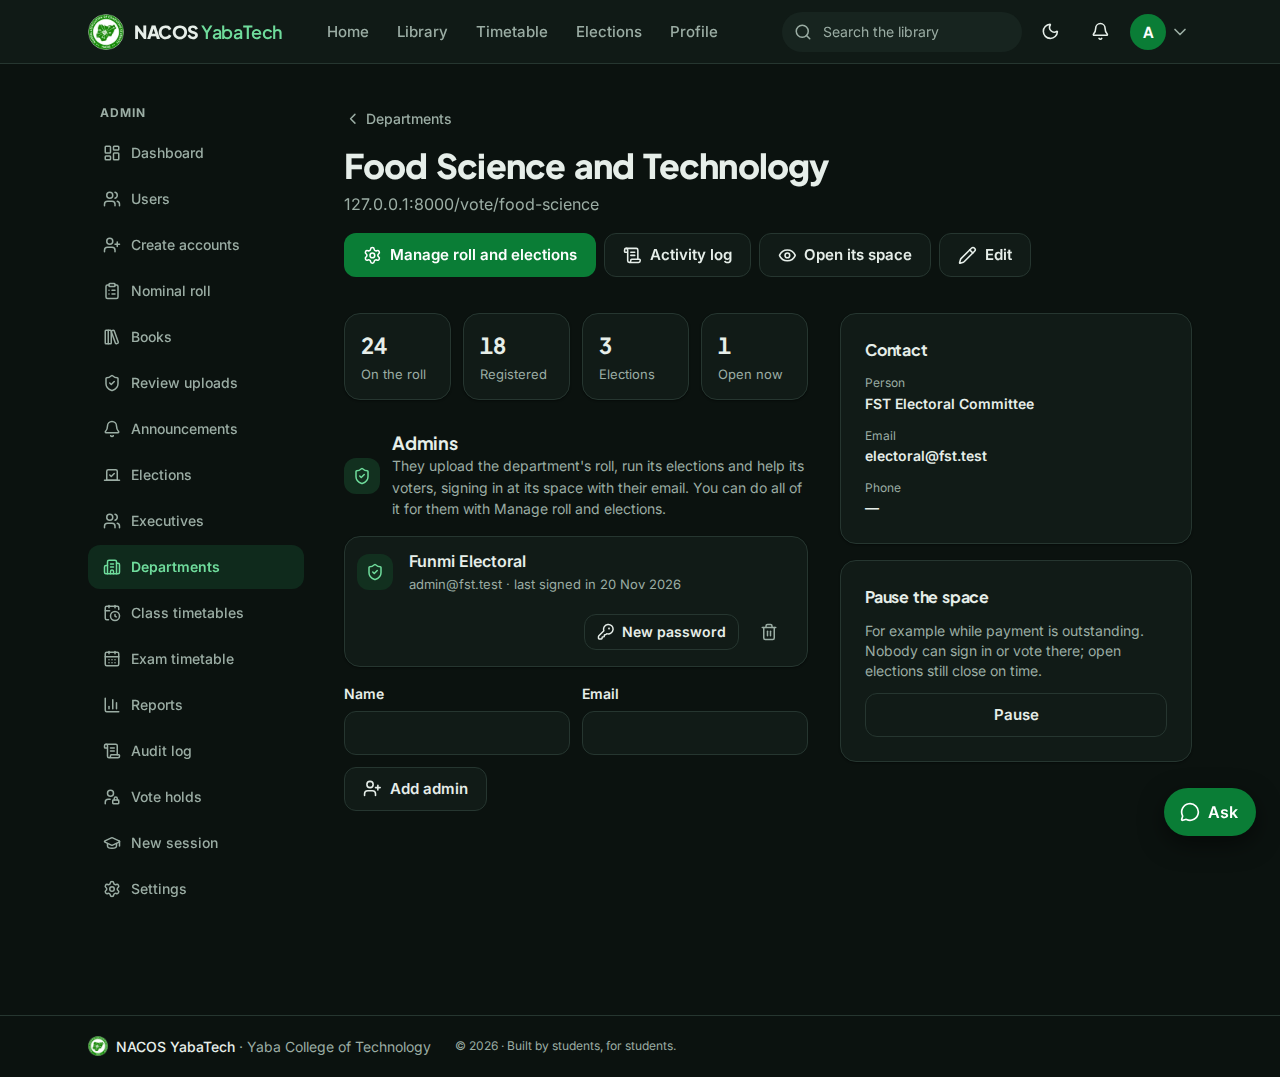 NACOS YabaTech
Home
Library
Timetable
Elections
Profile
Search the library
A
ADMIN
Dashboard
Users
Create accounts
Nominal roll
Books
Review uploads
Announcements
Elections
Executives
Departments
Class timetables
Exam timetable
Reports
Audit log
Vote holds
New session
Settings
Departments
Food Science and Technology
127.0.0.1:8000/vote/food-science
Manage roll and elections
Activity log
Open its space
Edit
24
On the roll
18
Registered
3
Elections
1
Open now
Admins
They upload the department's roll, run its elections and help its
voters, signing in at its space with their email. You can do all of
it for them with Manage roll and elections.
Funmi Electoral
admin@fst.test · last signed in 20 Nov 2026
New password
Name
Email
Add admin
Contact
Person
FST Electoral Committee
Email
electoral@fst.test
Phone
—
Pause the space
For example while payment is outstanding.
Nobody can sign in or vote there; open
elections still close on time.
Pause
Ask
NACOS YabaTech · Yaba College of Technology
© 2026 · Built by students, for students.